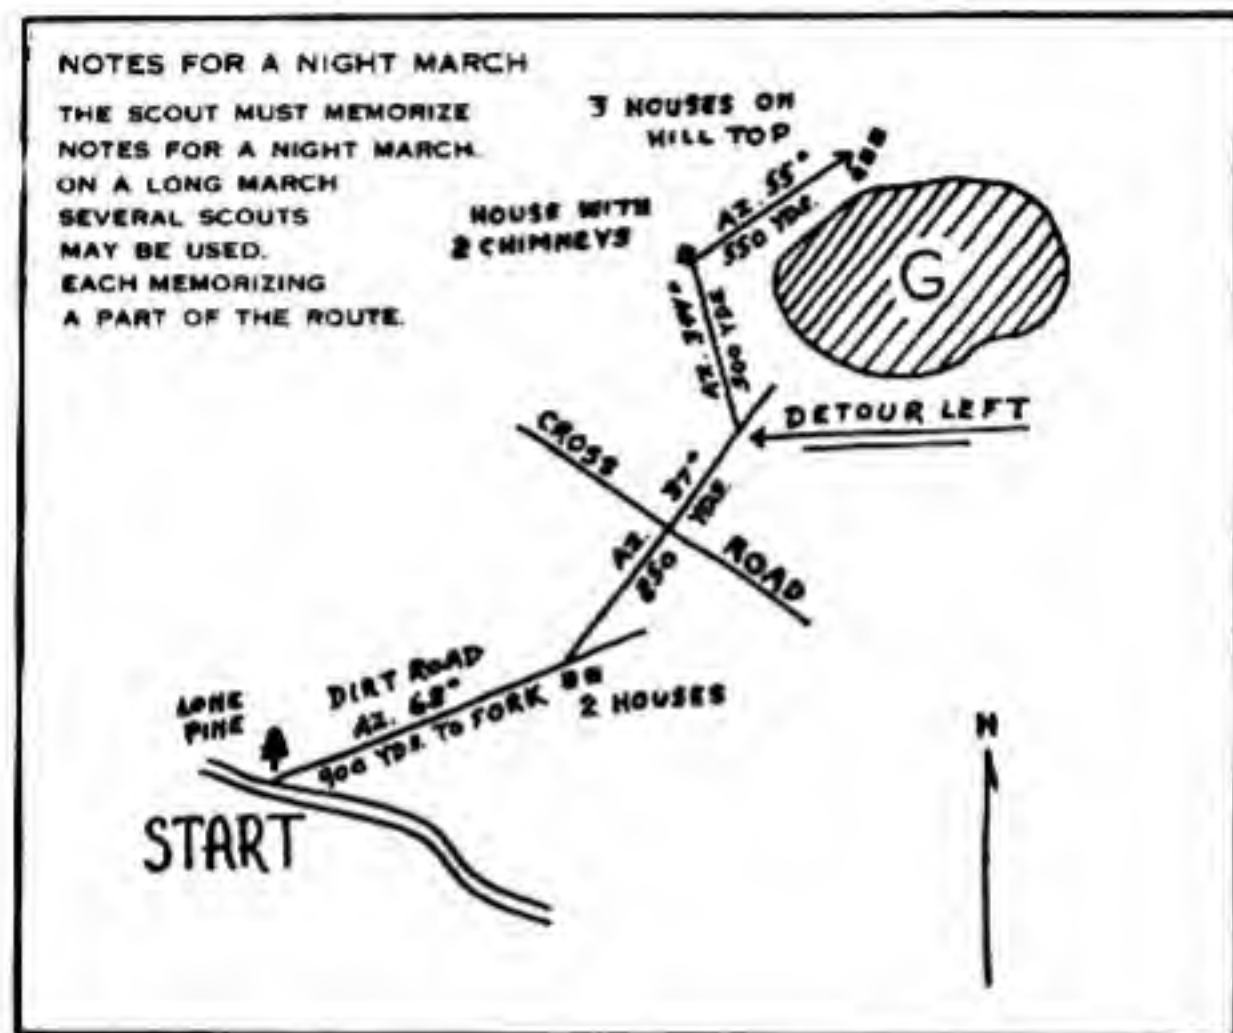 NOTES FOR A NIGHT MARCH
THE SCOUT MUST MEMORIZE
NOTES FOR A NIGHT MARCH.
ON A LONG MARCH
SEVERAL SCOUTS
MAY BE USED.
EACH MEMORIZING
A PART OF THE ROUTE.
3 HOUSES ON
HILL TOP
AZ. 55°
550 YDS.
HOUSE WITH
2 CHIMNEYS
G
500 YDS.
DETOUR LEFT
CROSS
ROAD
AZ. 37°
850 YDS.
DIRT ROAD
AZ. 68°
900 YDS. TO FORK
2 HOUSES
LONE
PINE
START
N